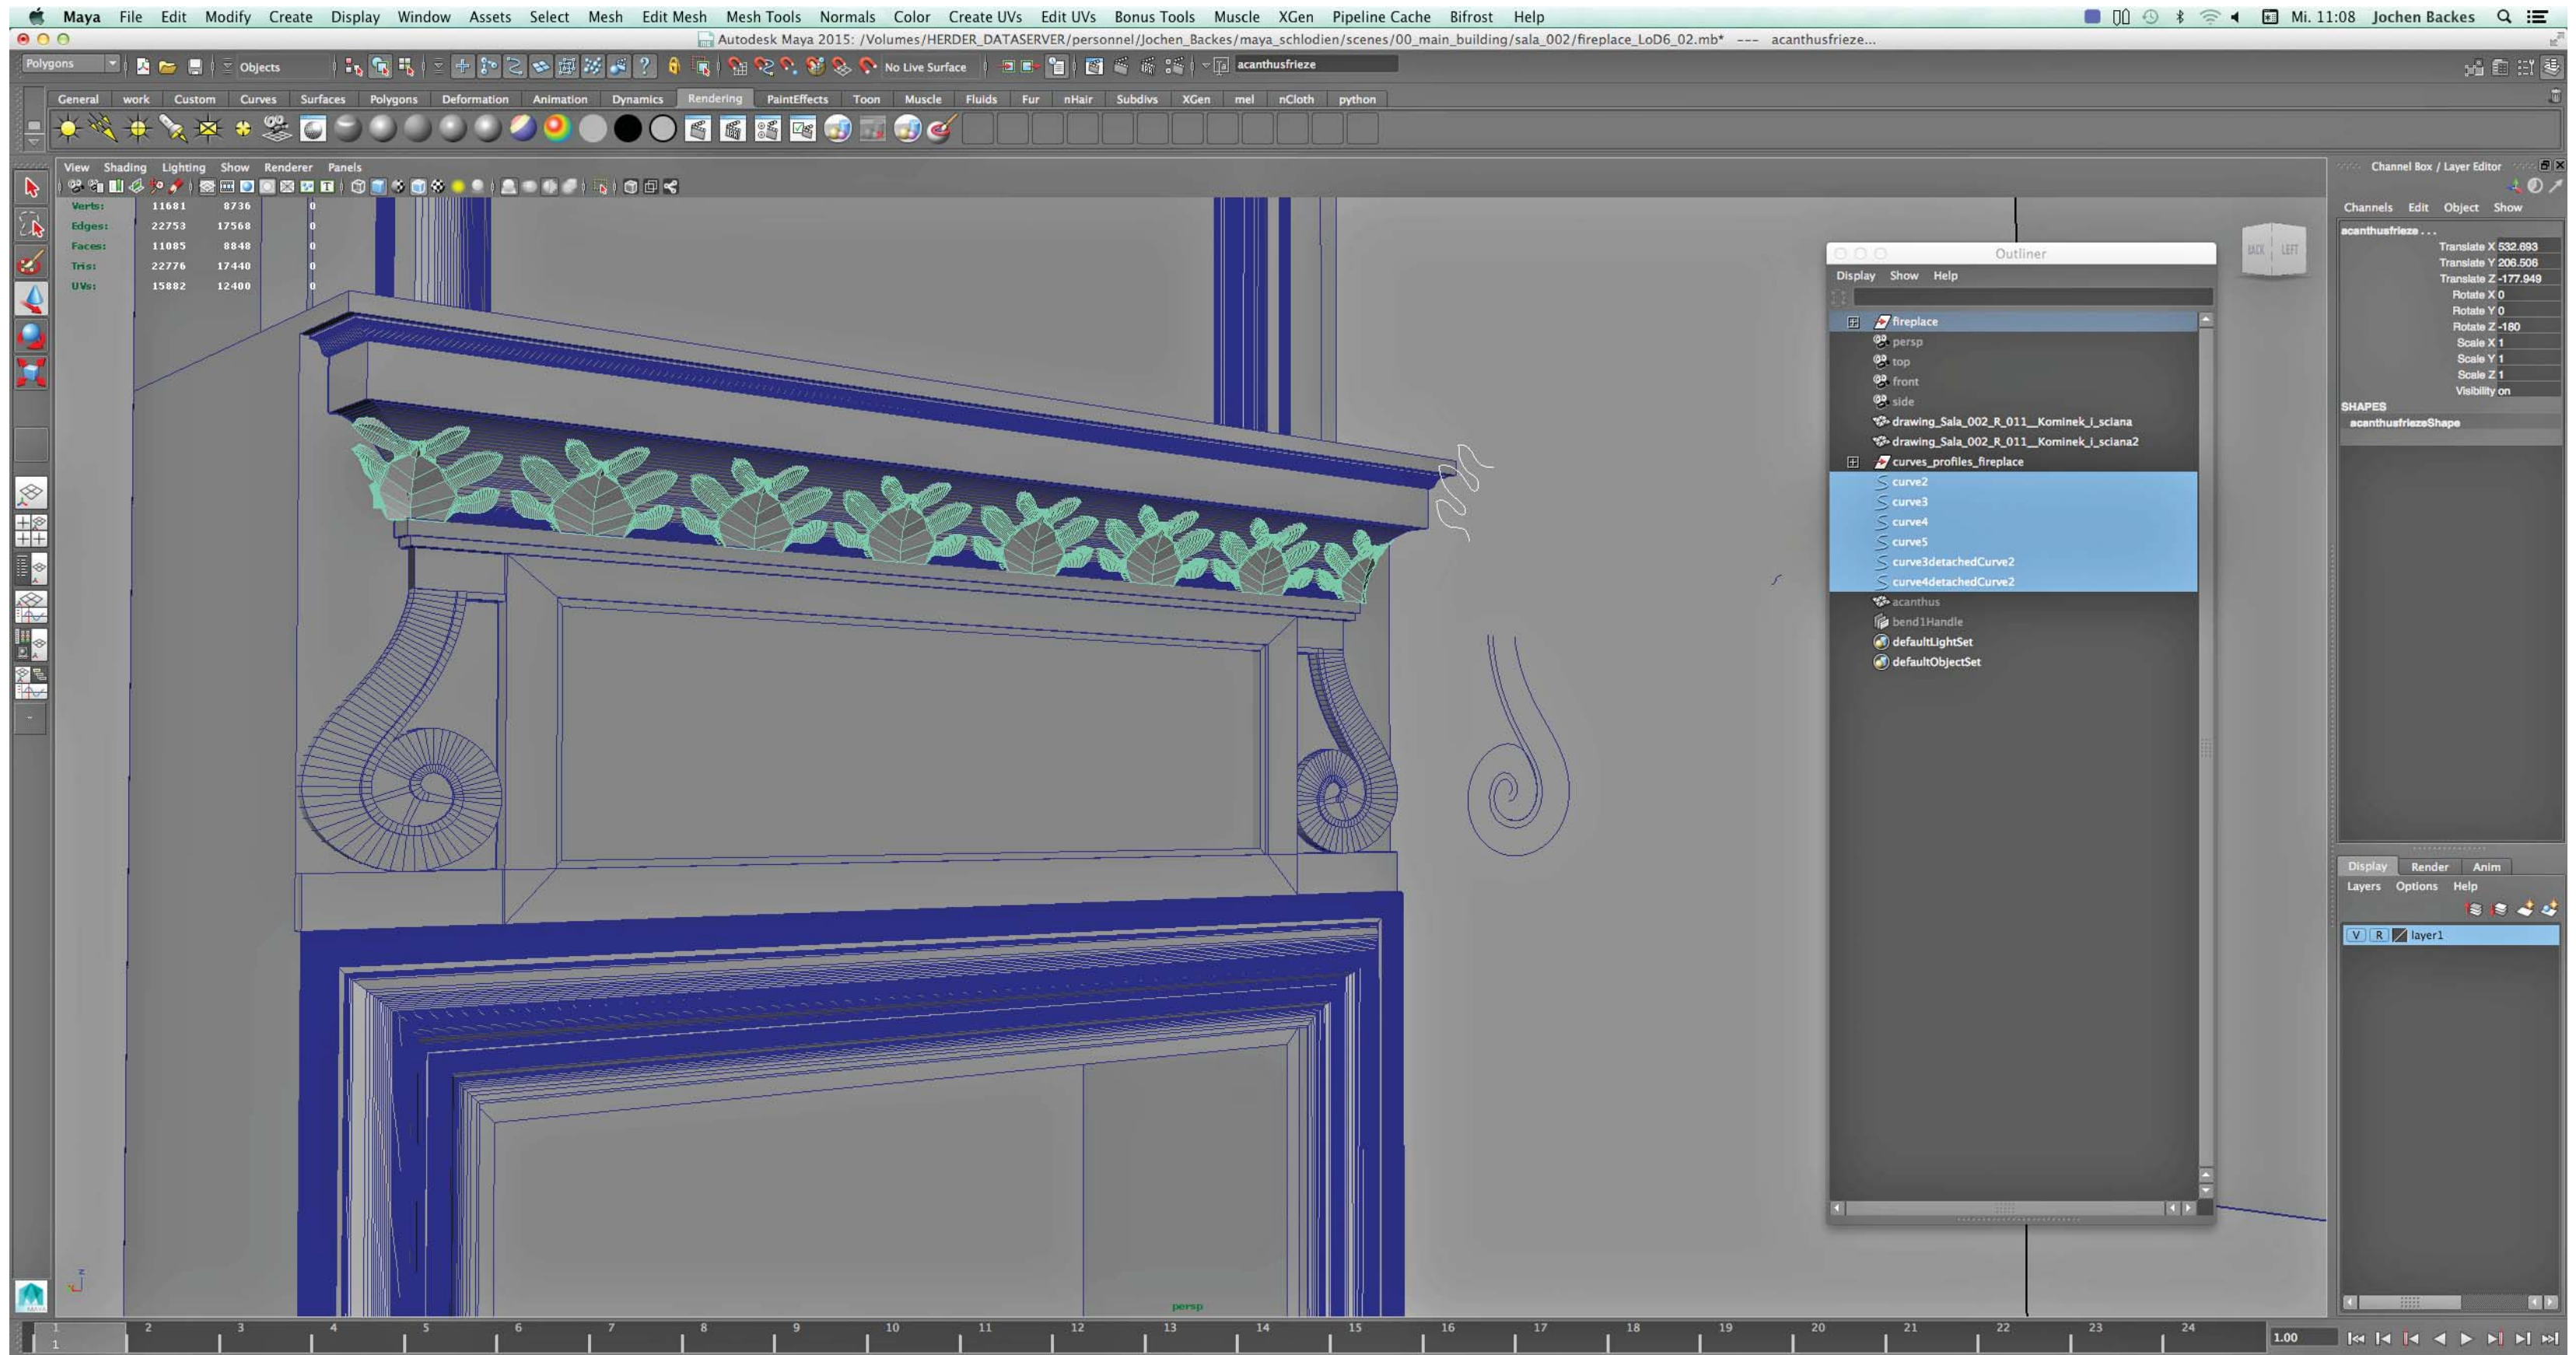 Maya File Edit Modify Create Display Window Assets Select Mesh Edit Mesh Mesh Tools Normals Color Create UVs Edit UVs Bonus Tools Muscle XGen Pipeline Cache Bifrost Help Mi. 11:08 Jochen Backes
Autodesk Maya 2015: /Volumes/HERDER_DATASERVER/personnel/Jochen_Backes/maya_schlodien/scenes/00_main_building/sala_002/fireplace_LoD6_02.mb* --- acanthusfrieze...
Polygons Objects No Live Surface acanthusfrieze
General work Custom Curves Surfaces Polygons Deformation Animation Dynamics Rendering PaintEffects Toon Muscle Fluids Fur nHair Subdivs XGen mel nCloth python
View Shading Lighting Show Renderer Panels
Verts: 11681 8736 0
Edges: 22753 17568 0
Faces: 11085 8848 0
Tris: 22776 17440 0
UVs: 15882 12400 0
BACK LEFT
Outliner
Display Show Help
fireplace
persp
top
front
side
drawing_Sala_002_R_011__Kominek_i_sciana
drawing_Sala_002_R_011__Kominek_i_sciana2
curves_profiles_fireplace
curve2
curve3
curve4
curve5
curve3detachedCurve2
curve4detachedCurve2
acanthus
bend1Handle
defaultLightSet
defaultObjectSet
Channel Box / Layer Editor
Channels Edit Object Show
acanthusfrieze . . .
Translate X 532.693
Translate Y 206.506
Translate Z -177.949
Rotate X 0
Rotate Y 0
Rotate Z -180
Scale X 1
Scale Y 1
Scale Z 1
Visibility on
SHAPES
acanthusfriezeShape
Display Render Anim
Layers Options Help
V R layer1
z
persp
1 2 3 4 5 6 7 8 9 10 11 12 13 14 15 16 17 18 19 20 21 22 23 24
1 1.00